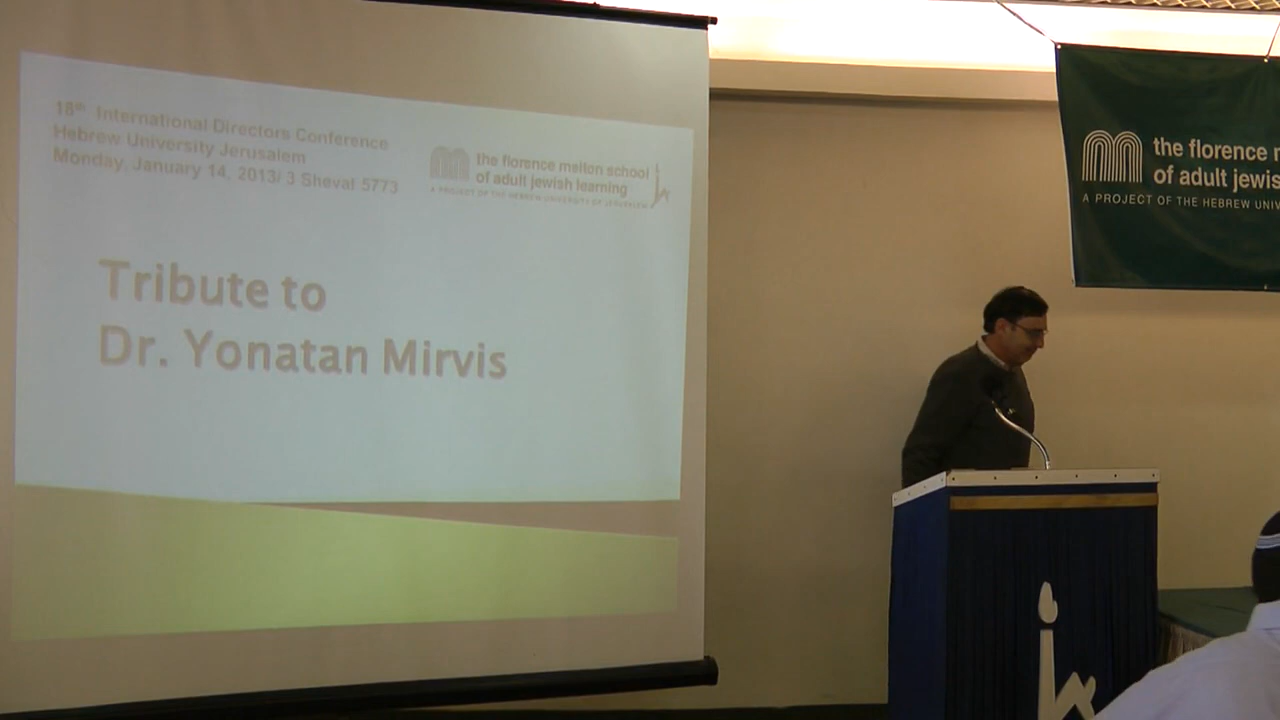 18th International Directors Conference
Hebrew University Jerusalem
Monday, January 14, 2013/ 3 Shevat 5773
the florence melton school
of adult jewish learning
A PROJECT OF THE HEBREW UNIVERSITY OF JERUSALEM
Tribute to
Dr. Yonatan Mirvis
the florence
of adult jewis
A PROJECT OF THE HEBREW UNIV